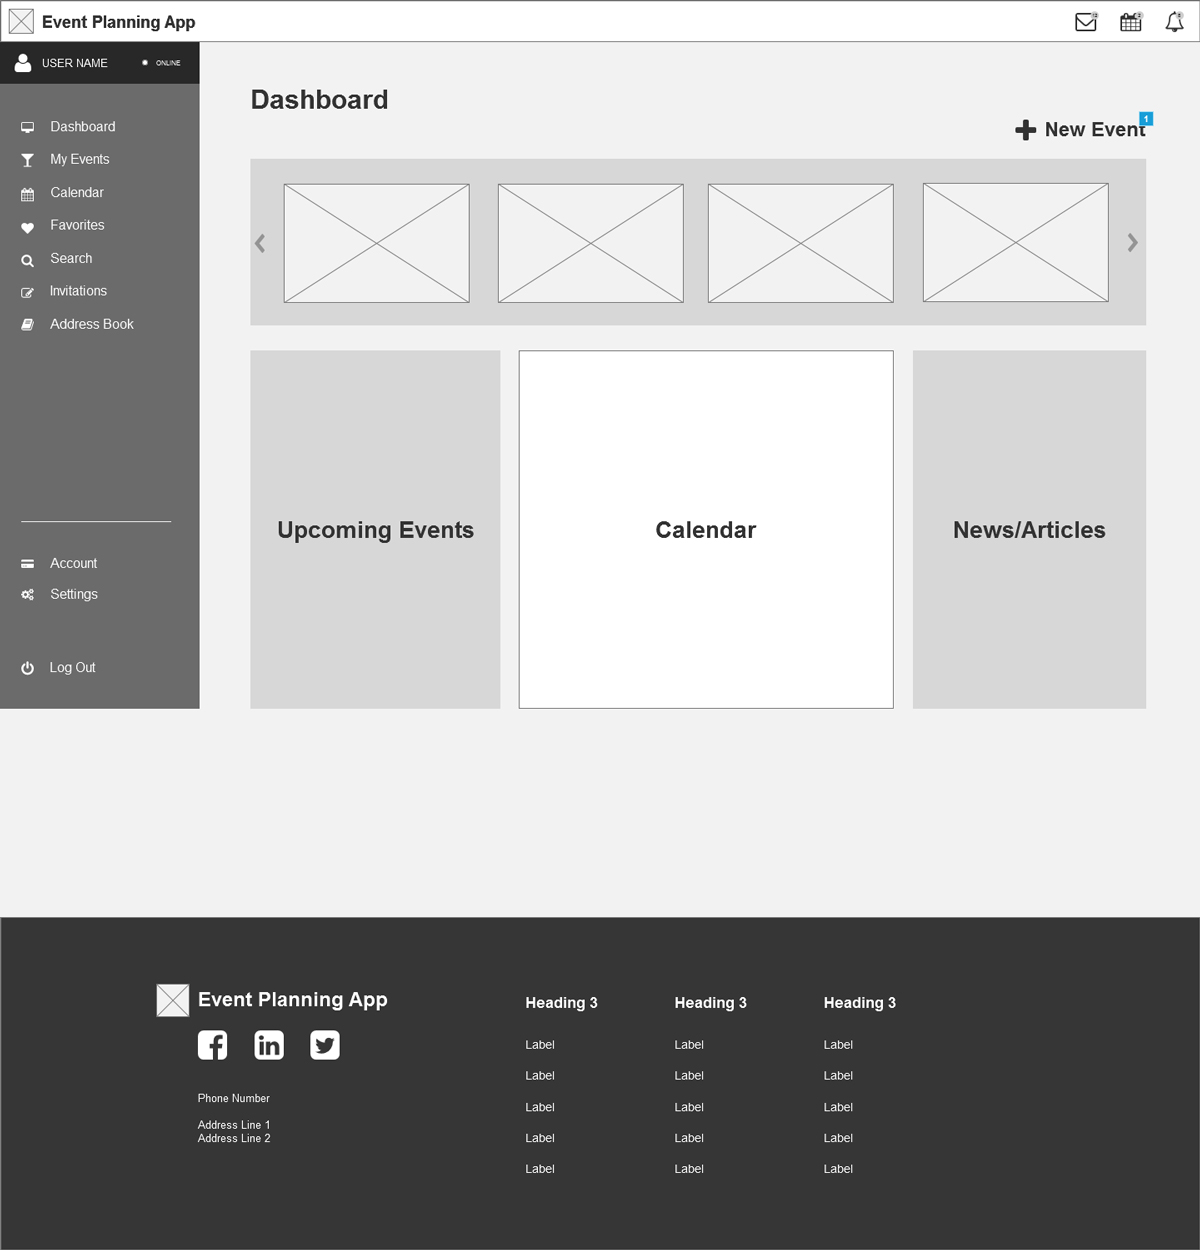 Event Planning App
USER NAME
ONLINE
Dashboard
My Events
Calendar
Favorites
Search
Invitations
Address Book
Account
Settings
Log Out
Dashboard
New Event
1
Upcoming Events
Calendar
News/Articles
Event Planning App
Phone Number
Address Line 1
Address Line 2
Heading 3
Label
Label
Label
Label
Label
Heading 3
Label
Label
Label
Label
Label
Heading 3
Label
Label
Label
Label
Label